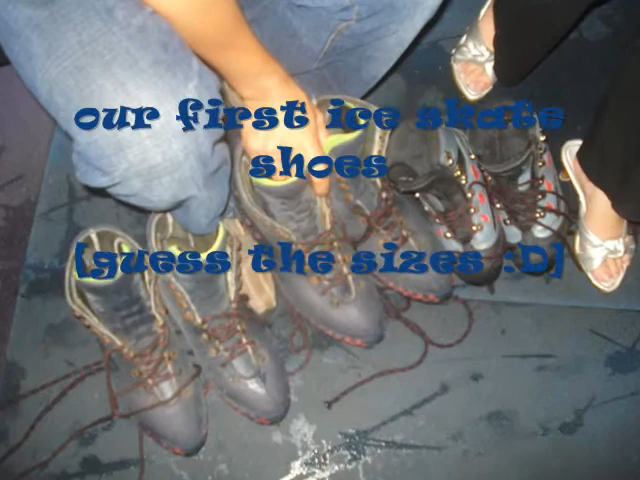 our first ice skate
shoes
[guess the sizes :D]